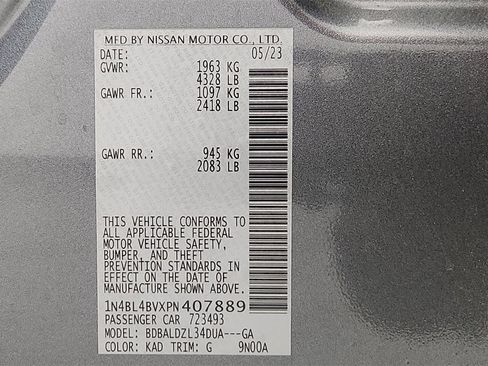 MFD BY NISSAN MOTOR CO., LTD.
DATE: 05/23
GVWR: 1963 KG
4328 LB
GAWR FR.: 1097 KG
2418 LB
GAWR RR.: 945 KG
2083 LB
THIS VEHICLE CONFORMS TO
ALL APPLICABLE FEDERAL
MOTOR VEHICLE SAFETY,
BUMPER, AND THEFT
PREVENTION STANDARDS IN
EFFECT ON THE DATE OF
MANUFACTURE SHOWN ABOVE.
1N4BL4BVXPN407889
PASSENGER CAR 723493
MODEL: BDBALDZL34DUA---GA
COLOR: KAD TRIM: G 9N00A